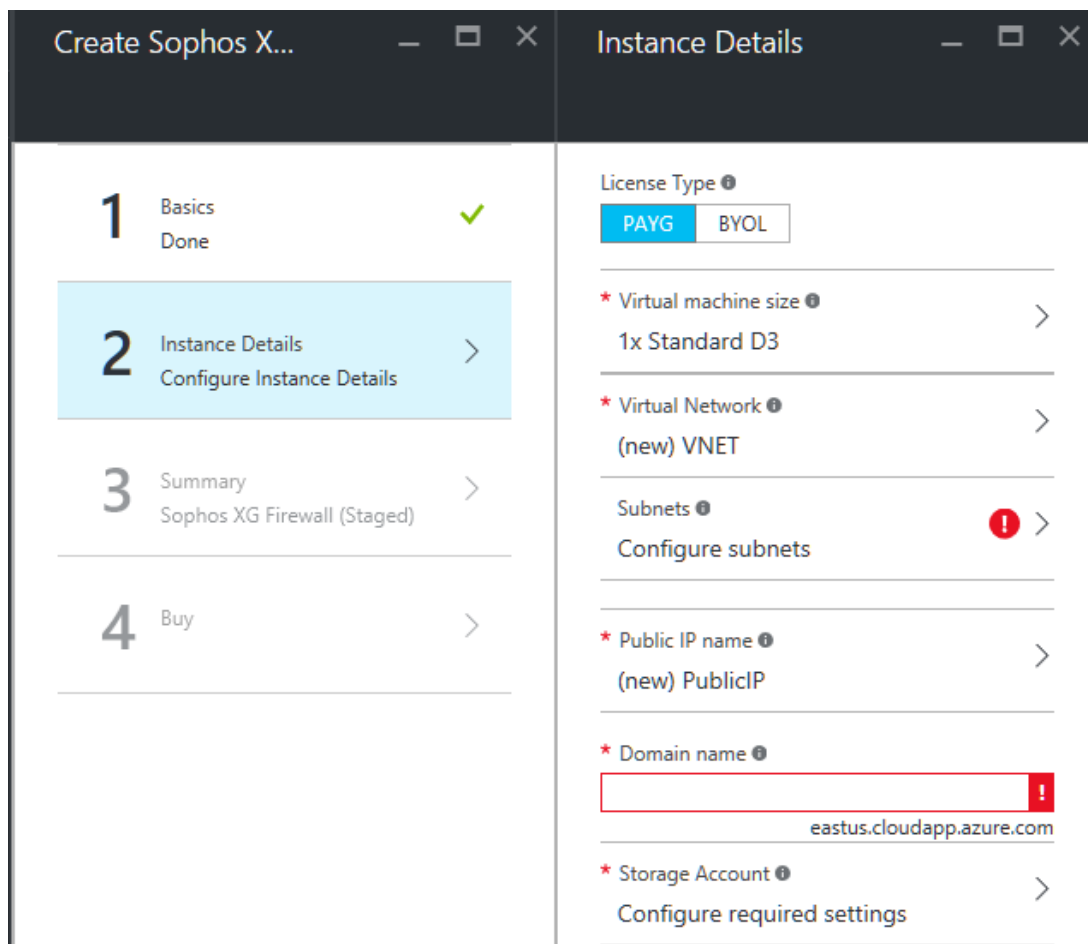 Create Sophos X...
Instance Details
1
Basics
Done
2
Instance Details
Configure Instance Details
3
Summary
Sophos XG Firewall (Staged)
4
Buy
License Type
PAYG BYOL
* Virtual machine size
1x Standard D3
* Virtual Network
(new) VNET
Subnets
Configure subnets
* Public IP name
(new) PublicIP
* Domain name
eastus.cloudapp.azure.com
* Storage Account
Configure required settings